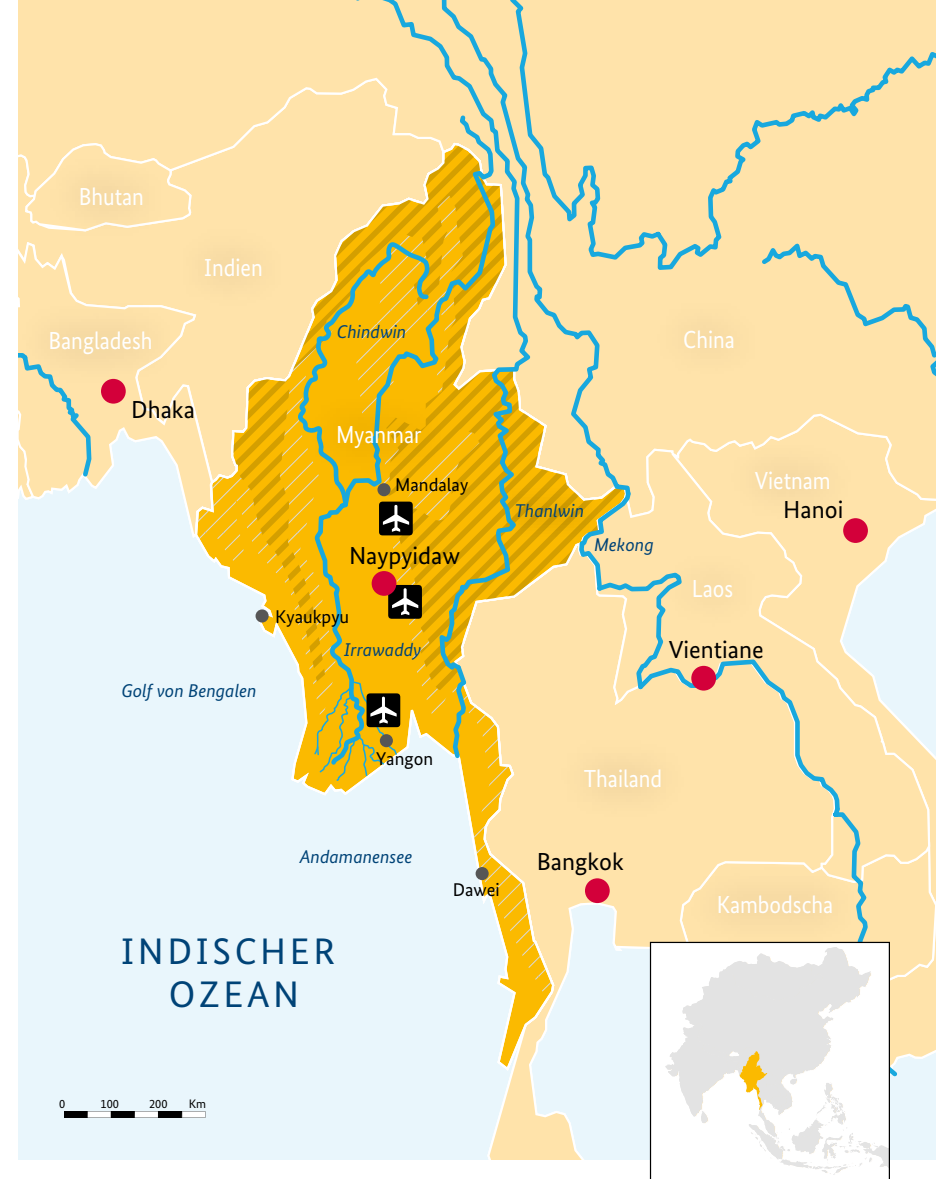 Bhutan
Indien
Chindwin
Bangladesh
China
Dhaka
Myanmar
Vietnam
Mandalay
Hanoi
Thanlwin
Mekong
Naypyidaw
Laos
Kyaukpyu
Irrawaddy
Vientiane
Golf von Bengalen
Yangon
Thailand
Andamanensee
Bangkok
Dawei
Kambodscha
INDISCHER
OZEAN
0 100 200 Km